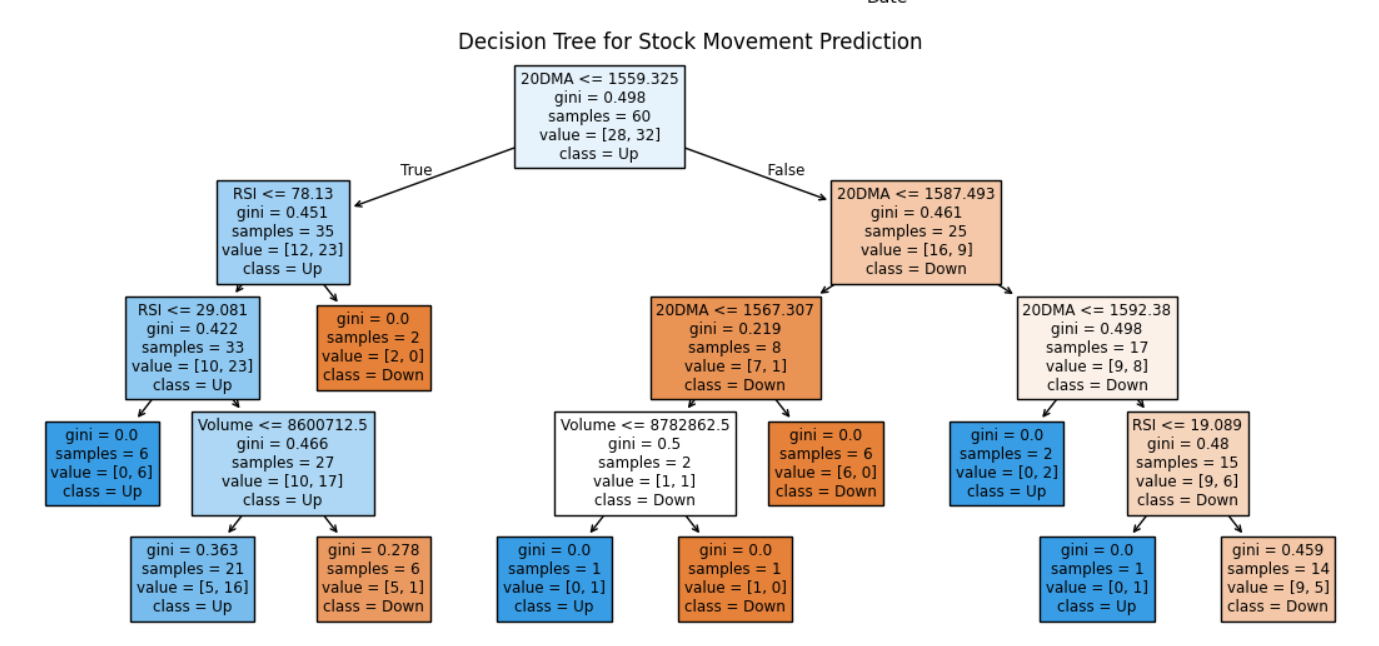 Date
Decision Tree for Stock Movement Prediction
20DMA <= 1559.325
gini = 0.498
samples = 60
value = [28, 32]
class = Up
True
False
RSI <= 78.13
gini = 0.451
samples = 35
value = [12, 23]
class = Up
20DMA <= 1587.493
gini = 0.461
samples = 25
value = [16, 9]
class = Down
RSI <= 29.081
gini = 0.422
samples = 33
value = [10, 23]
class = Up
gini = 0.0
samples = 2
value = [2, 0]
class = Down
20DMA <= 1567.307
gini = 0.219
samples = 8
value = [7, 1]
class = Down
20DMA <= 1592.38
gini = 0.498
samples = 17
value = [9, 8]
class = Down
gini = 0.0
samples = 6
value = [0, 6]
class = Up
Volume <= 8600712.5
gini = 0.466
samples = 27
value = [10, 17]
class = Up
Volume <= 8782862.5
gini = 0.5
samples = 2
value = [1, 1]
class = Down
gini = 0.0
samples = 6
value = [6, 0]
class = Down
gini = 0.0
samples = 2
value = [0, 2]
class = Up
RSI <= 19.089
gini = 0.48
samples = 15
value = [9, 6]
class = Down
gini = 0.363
samples = 21
value = [5, 16]
class = Up
gini = 0.278
samples = 6
value = [5, 1]
class = Down
gini = 0.0
samples = 1
value = [0, 1]
class = Up
gini = 0.0
samples = 1
value = [1, 0]
class = Down
gini = 0.0
samples = 1
value = [0, 1]
class = Up
gini = 0.459
samples = 14
value = [9, 5]
class = Down